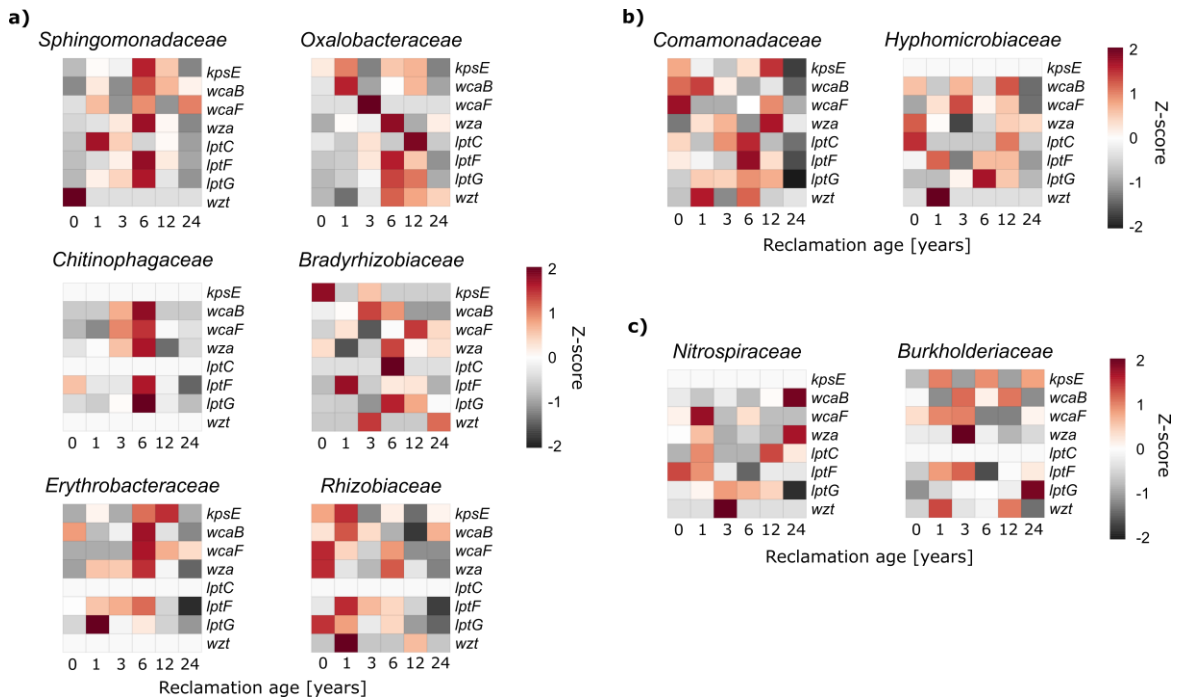 a)
Sphingomonadaceae
kpsE
wcaB
wcaF
wza
lptC
lptF
lptG
wzt
0 1 3 6 12 24
Oxalobacteraceae
kpsE
wcaB
wcaF
wza
lptC
lptF
lptG
wzt
0 1 3 6 12 24
Chitinophagaceae
kpsE
wcaB
wcaF
wza
lptC
lptF
lptG
wzt
0 1 3 6 12 24
Bradyrhizobiaceae
kpsE
wcaB
wcaF
wza
lptC
lptF
lptG
wzt
0 1 3 6 12 24
2
1
0
-1
-2
Z-score
Erythrobacteraceae
kpsE
wcaB
wcaF
wza
lptC
lptF
lptG
wzt
0 1 3 6 12 24
Rhizobiaceae
kpsE
wcaB
wcaF
wza
lptC
lptF
lptG
wzt
0 1 3 6 12 24
Reclamation age [years]
b)
Comamonadaceae
kpsE
wcaB
wcaF
wza
lptC
lptF
lptG
wzt
0 1 3 6 12 24
Hyphomicrobiaceae
kpsE
wcaB
wcaF
wza
lptC
lptF
lptG
wzt
0 1 3 6 12 24
2
1
0
-1
-2
Z-score
Reclamation age [years]
c)
Nitrospiraceae
kpsE
wcaB
wcaF
wza
lptC
lptF
lptG
wzt
0 1 3 6 12 24
Burkholderiaceae
kpsE
wcaB
wcaF
wza
lptC
lptF
lptG
wzt
0 1 3 6 12 24
2
1
0
-1
-2
Z-score
Reclamation age [years]